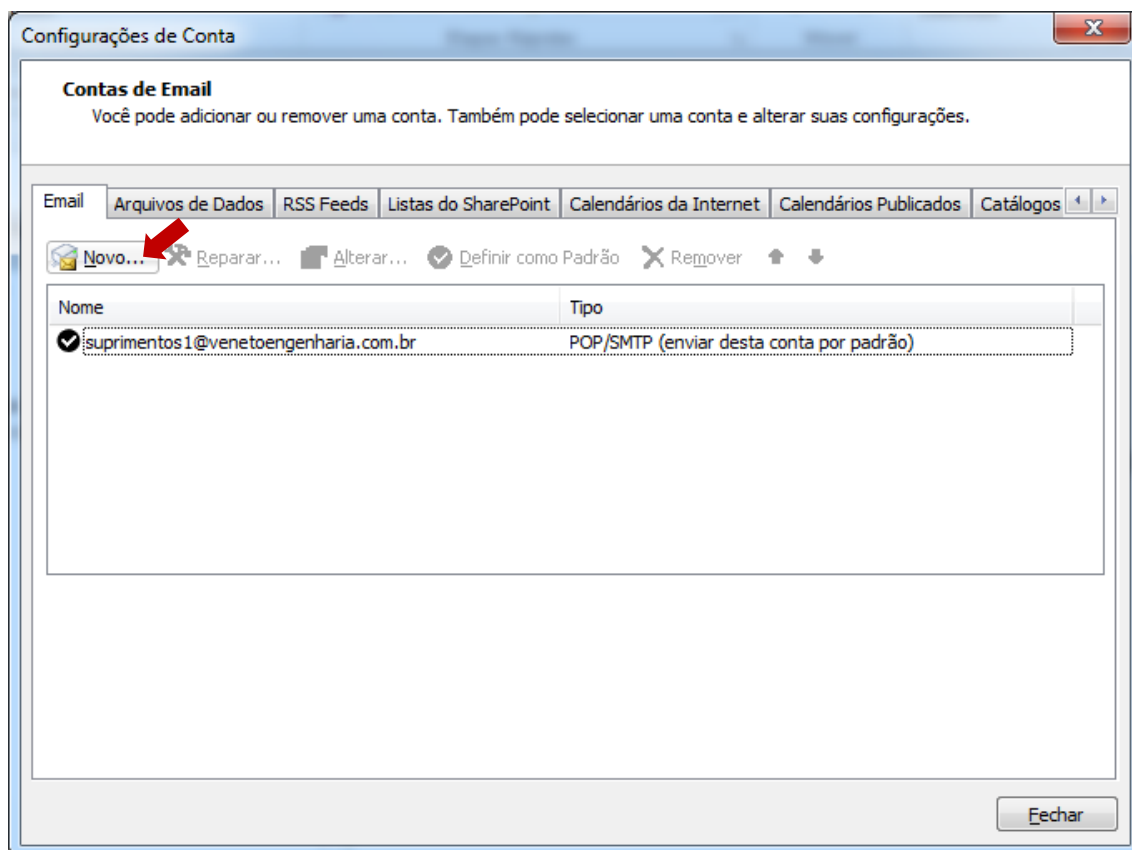 Configurações de Conta
Contas de Email
Você pode adicionar ou remover uma conta. Também pode selecionar uma conta e alterar suas configurações.
Email Arquivos de Dados RSS Feeds Listas do SharePoint Calendários da Internet Calendários Publicados Catálogos
Novo... Reparar... Alterar... Definir como Padrão Remover
Nome Tipo
suprimentos1@venetoengenharia.com.br POP/SMTP (enviar desta conta por padrão)
Fechar